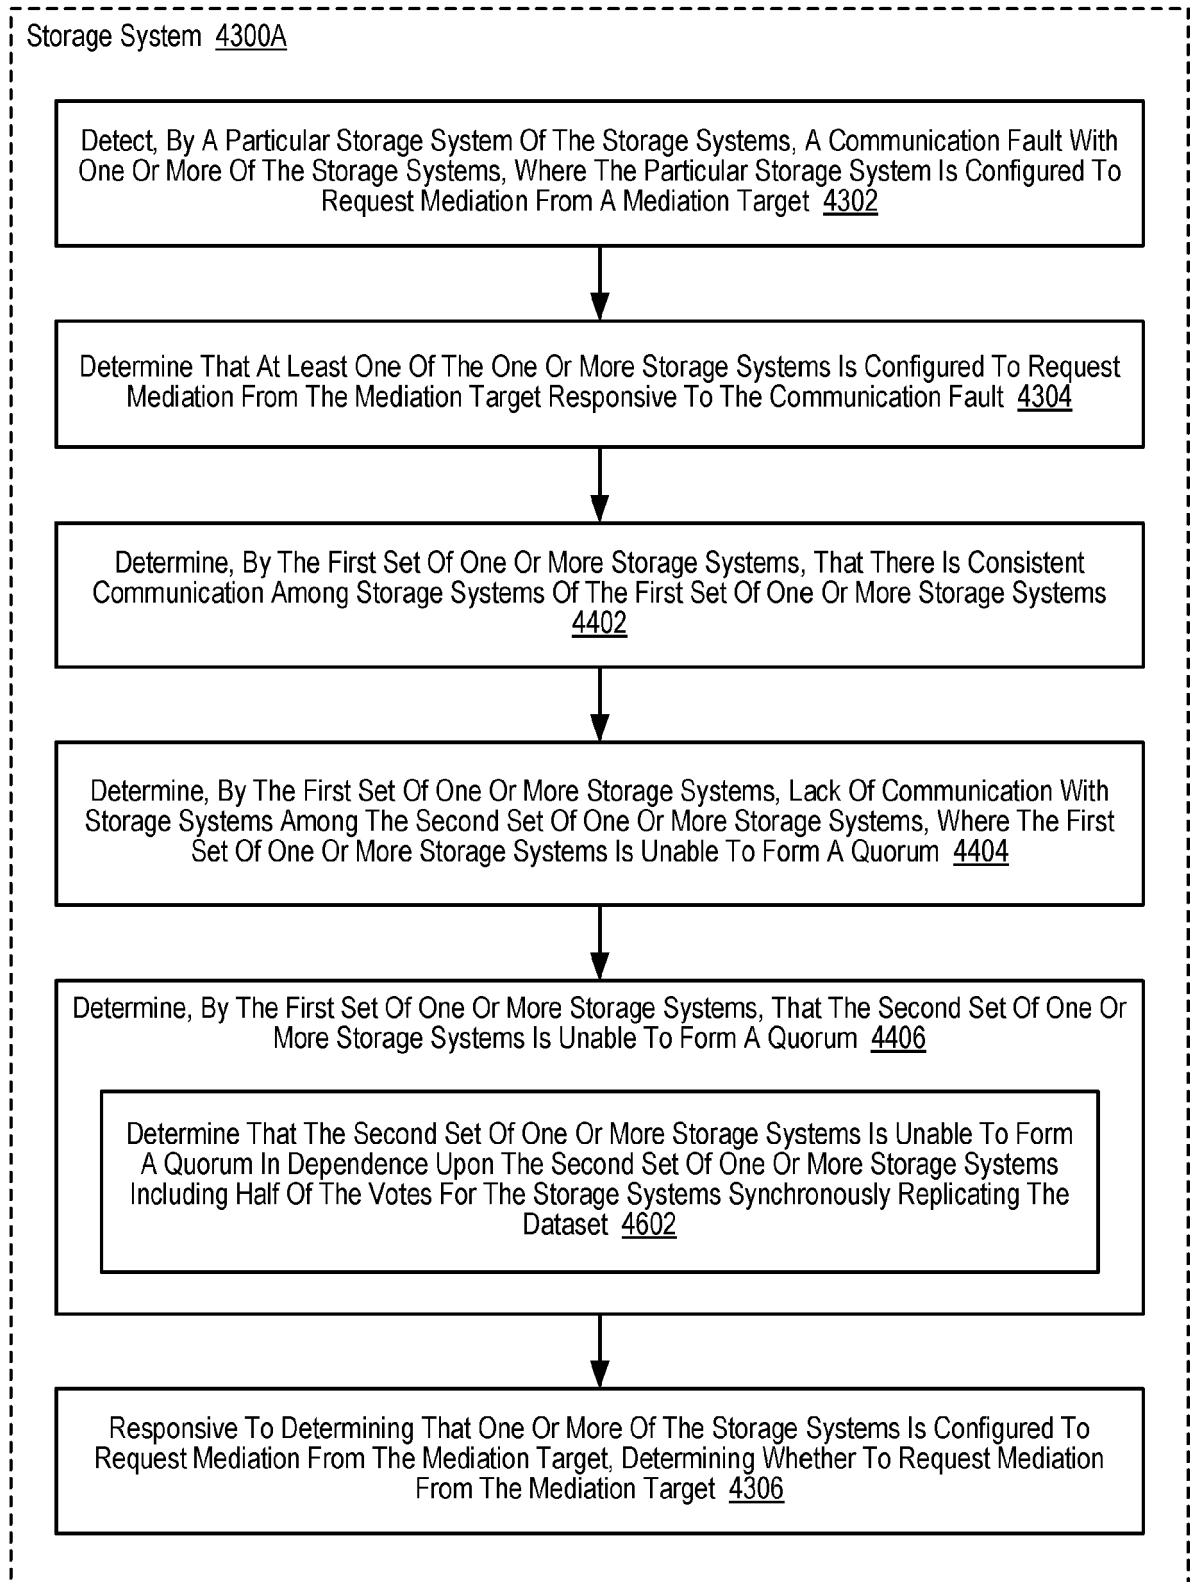 Storage System 4300A
Detect, By A Particular Storage System Of The Storage Systems, A Communication Fault With
One Or More Of The Storage Systems, Where The Particular Storage System Is Configured To
Request Mediation From A Mediation Target 4302
Determine That At Least One Of The One Or More Storage Systems Is Configured To Request
Mediation From The Mediation Target Responsive To The Communication Fault 4304
Determine, By The First Set Of One Or More Storage Systems, That There Is Consistent
Communication Among Storage Systems Of The First Set Of One Or More Storage Systems
4402
Determine, By The First Set Of One Or More Storage Systems, Lack Of Communication With
Storage Systems Among The Second Set Of One Or More Storage Systems, Where The First
Set Of One Or More Storage Systems Is Unable To Form A Quorum 4404
Determine, By The First Set Of One Or More Storage Systems, That The Second Set Of One Or
More Storage Systems Is Unable To Form A Quorum 4406
Determine That The Second Set Of One Or More Storage Systems Is Unable To Form
A Quorum In Dependence Upon The Second Set Of One Or More Storage Systems
Including Half Of The Votes For The Storage Systems Synchronously Replicating The
Dataset 4602
Responsive To Determining That One Or More Of The Storage Systems Is Configured To
Request Mediation From The Mediation Target, Determining Whether To Request Mediation
From The Mediation Target 4306